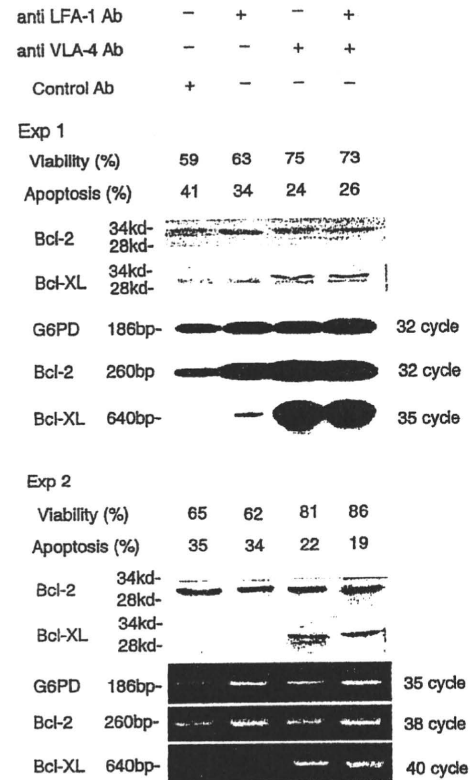 anti LFA-1 Ab − + − +
anti VLA-4 Ab − − + +
Control Ab + − − −
Exp 1
Viability (%) 59 63 75 73
Apoptosis (%) 41 34 24 26
Bcl-2 34kd- 28kd-
Bcl-XL 34kd- 28kd-
G6PD 186bp- 32 cycle
Bcl-2 260bp 32 cycle
Bcl-XL 640bp- 35 cycle
Exp 2
Viability (%) 65 62 81 86
Apoptosis (%) 35 34 22 19
Bcl-2 34kd- 28kd-
Bcl-XL 34kd- 28kd-
G6PD 186bp- 35 cycle
Bcl-2 260bp- 38 cycle
Bcl-XL 640bp- 40 cycle